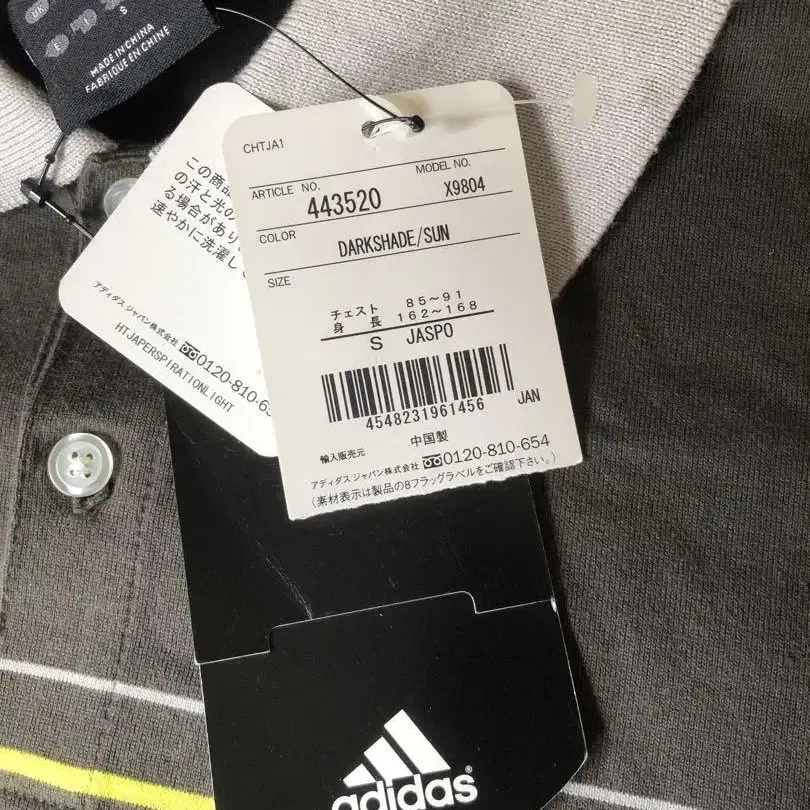 S
MADE IN CHINA
FABRIQUE EN CHINE
この商品
の汗と光の
る場合があり
速やかに洗濯し
アディダス ジャパン株式会社 0120-810-65
HTJAPERSPIRATIONLIGHT
CHTJA1
ARTICLE NO. 443520
MODEL NO. X9804
COLOR
DARKSHADE/SUN
SIZE
チェスト 85~91
身 長 162~168
S JASPO
4548231961456 JAN
中国製
輸入販売元
アディダス ジャパン株式会社 0120-810-654
(素材表示は製品の8フラッグラベルをご確認下さい。)
adidas®